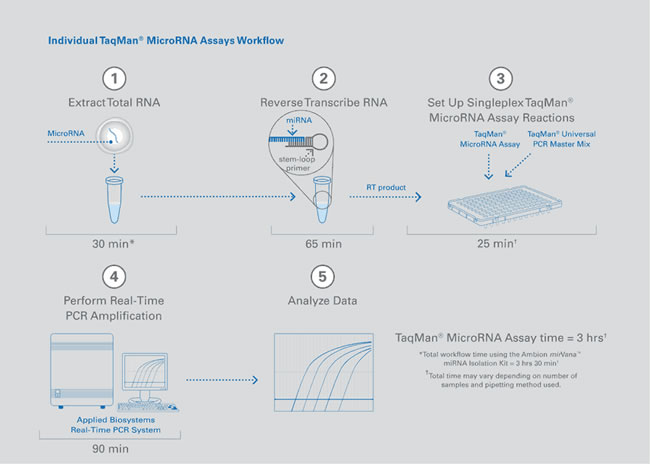 Individual TaqMan® MicroRNA Assays Workflow
1
Extract Total RNA
MicroRNA
30 min*
2
Reverse Transcribe RNA
miRNA
stem-loop
primer
65 min
RT product
3
Set Up Singleplex TaqMan®
MicroRNA Assay Reactions
TaqMan®
MicroRNA Assay
TaqMan® Universal
PCR Master Mix
25 min†
4
Perform Real-Time
PCR Amplification
Applied Biosystems
Real-Time PCR System
90 min
5
Analyze Data
TaqMan® MicroRNA Assay time = 3 hrs†
*Total workflow time using the Ambion mirVana™
miRNA Isolation Kit = 3 hrs 30 min†
†Total time may vary depending on number of
samples and pipetting method used.